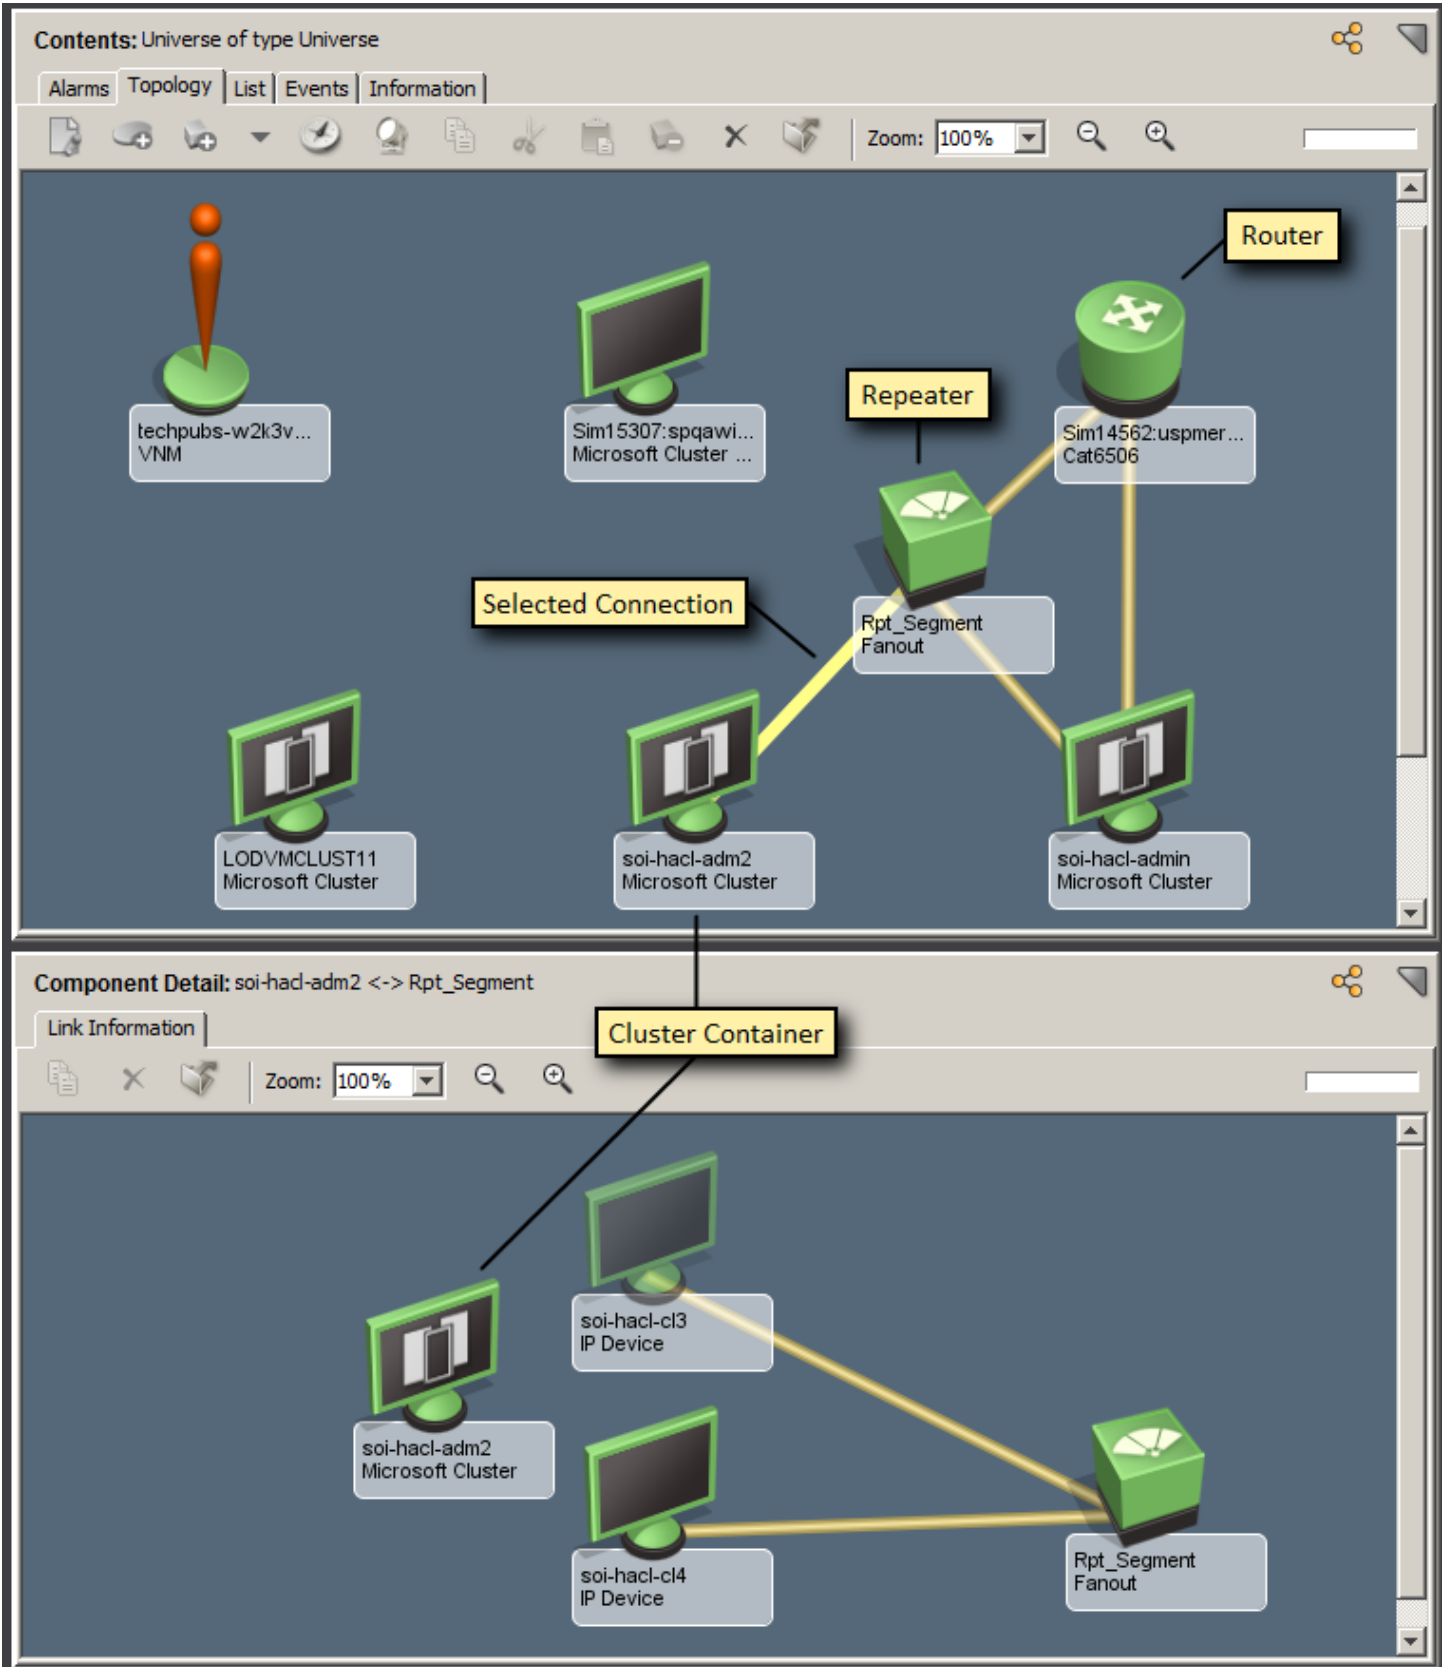 Contents: Universe of type Universe
Alarms Topology List Events Information
Zoom: 100%
Router
Repeater
techpubs-w2k3v...
VNM
Sim15307:spqawi...
Microsoft Cluster ...
Sim14562:uspmer...
Cat6506
Selected Connection
Rpt_Segment
Fanout
LODVMCLUST11
Microsoft Cluster
soi-hacl-adm2
Microsoft Cluster
soi-hacl-admin
Microsoft Cluster
Component Detail: soi-hacl-adm2 <-> Rpt_Segment
Link Information
Cluster Container
Zoom: 100%
soi-hacl-cl3
IP Device
soi-hacl-adm2
Microsoft Cluster
soi-hacl-cl4
IP Device
Rpt_Segment
Fanout